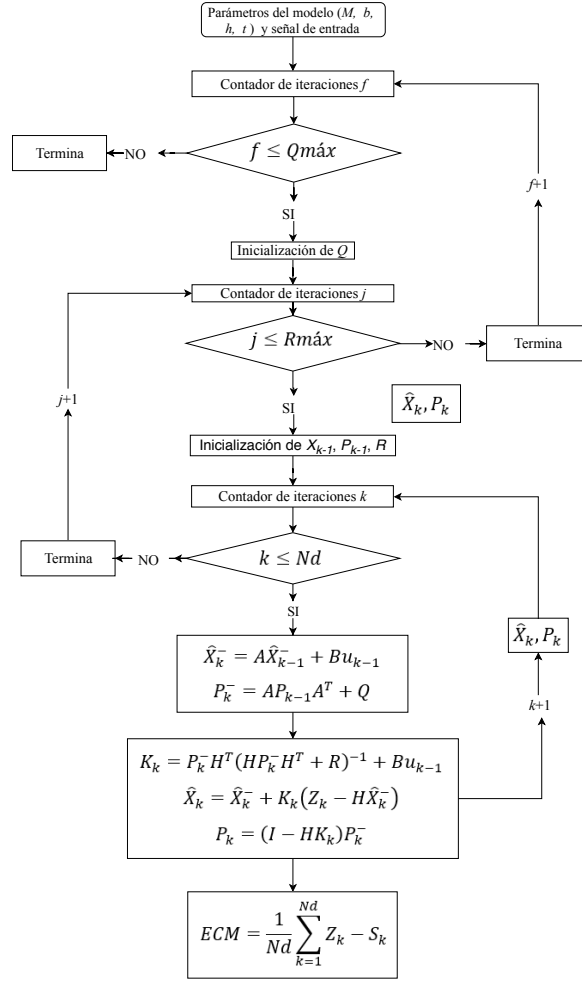 Parámetros del modelo (M, b,
h, t ) y señal de entrada
Contador de iteraciones f
f ≤ Qmáx
NO
Termina
SI
f+1
Inicialización de Q
Contador de iteraciones j
j ≤ Rmáx
NO
Termina
SI
j+1
X̂_k, P_k
Inicialización de X_{k-1}, P_{k-1}, R
Contador de iteraciones k
k ≤ Nd
NO
Termina
SI
X̂_k^- = AX̂_{k-1}^- + Bu_{k-1}
P_k^- = AP_{k-1}A^T + Q
X̂_k, P_k
k+1
K_k = P_k^-H^T(HP_k^-H^T + R)^{-1} + Bu_{k-1}
X̂_k = X̂_k^- + K_k(Z_k - HX̂_k^-)
P_k = (I - HK_k)P_k^-
ECM = \frac{1}{Nd} \sum_{k=1}^{Nd} Z_k - S_k